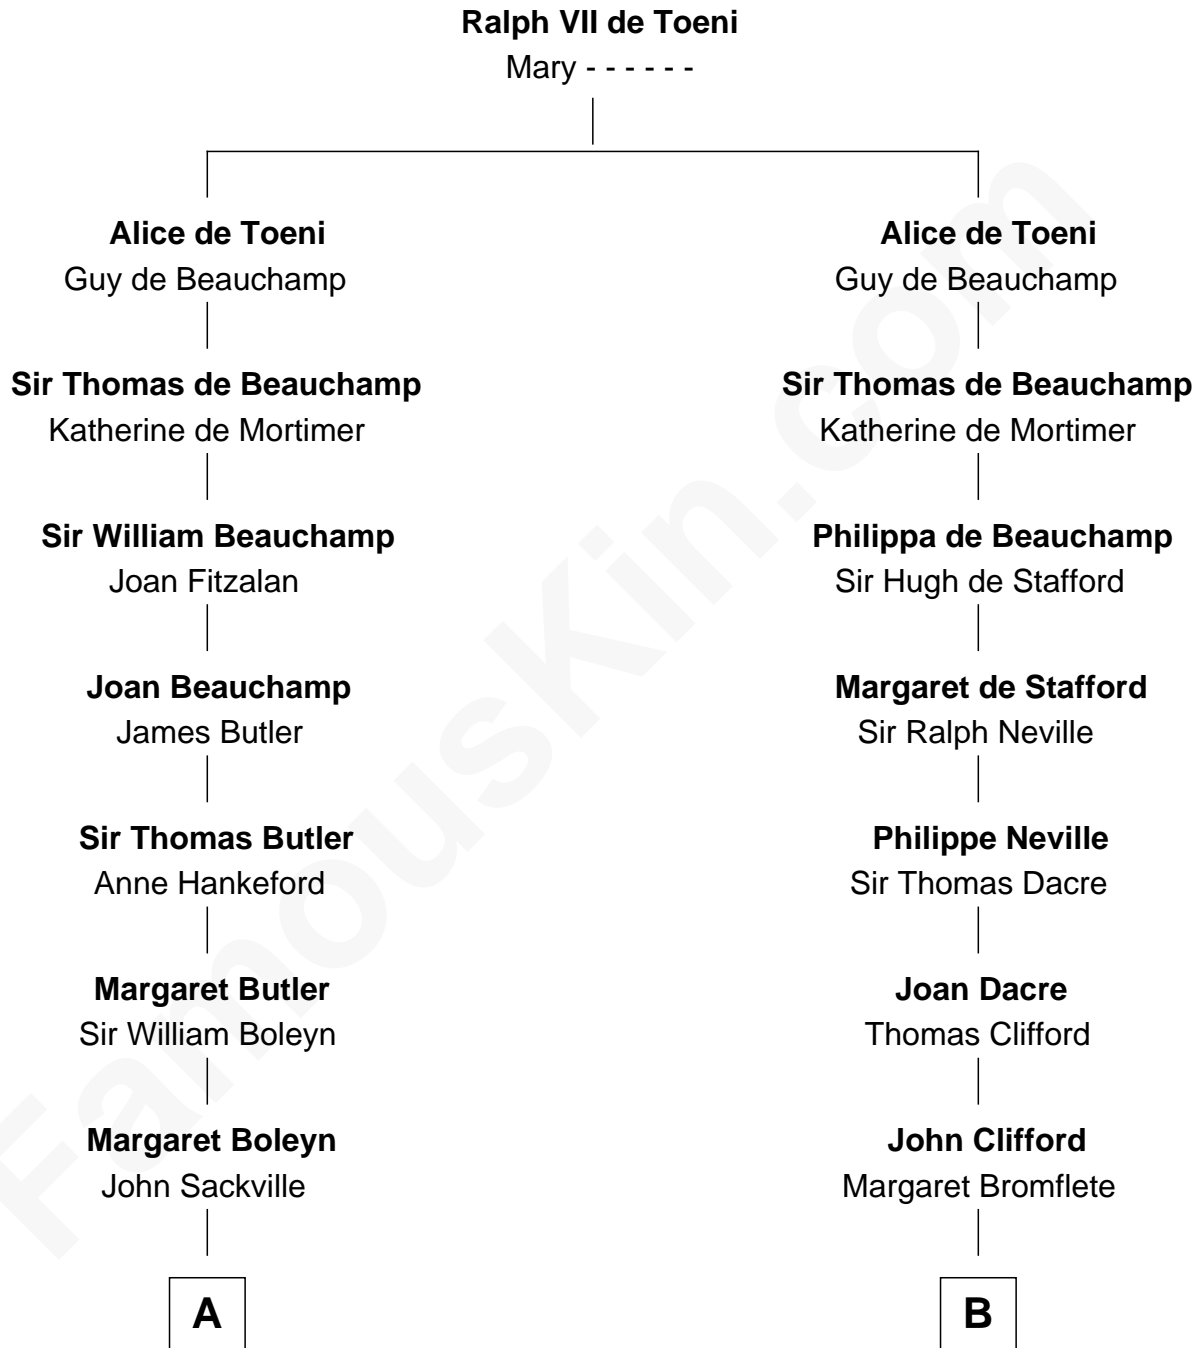 Ralph VII de Toeni
Mary - - - - - -
Alice de Toeni
Guy de Beauchamp
Alice de Toeni
Guy de Beauchamp
Sir Thomas de Beauchamp
Katherine de Mortimer
Sir Thomas de Beauchamp
Katherine de Mortimer
Sir William Beauchamp
Joan Fitzalan
Philippa de Beauchamp
Sir Hugh de Stafford
Joan Beauchamp
James Butler
Margaret de Stafford
Sir Ralph Neville
Sir Thomas Butler
Anne Hankeford
Philippe Neville
Sir Thomas Dacre
Margaret Butler
Sir William Boleyn
Joan Dacre
Thomas Clifford
Margaret Boleyn
John Sackville
John Clifford
Margaret Bromflete
A
B
FamousKin.com